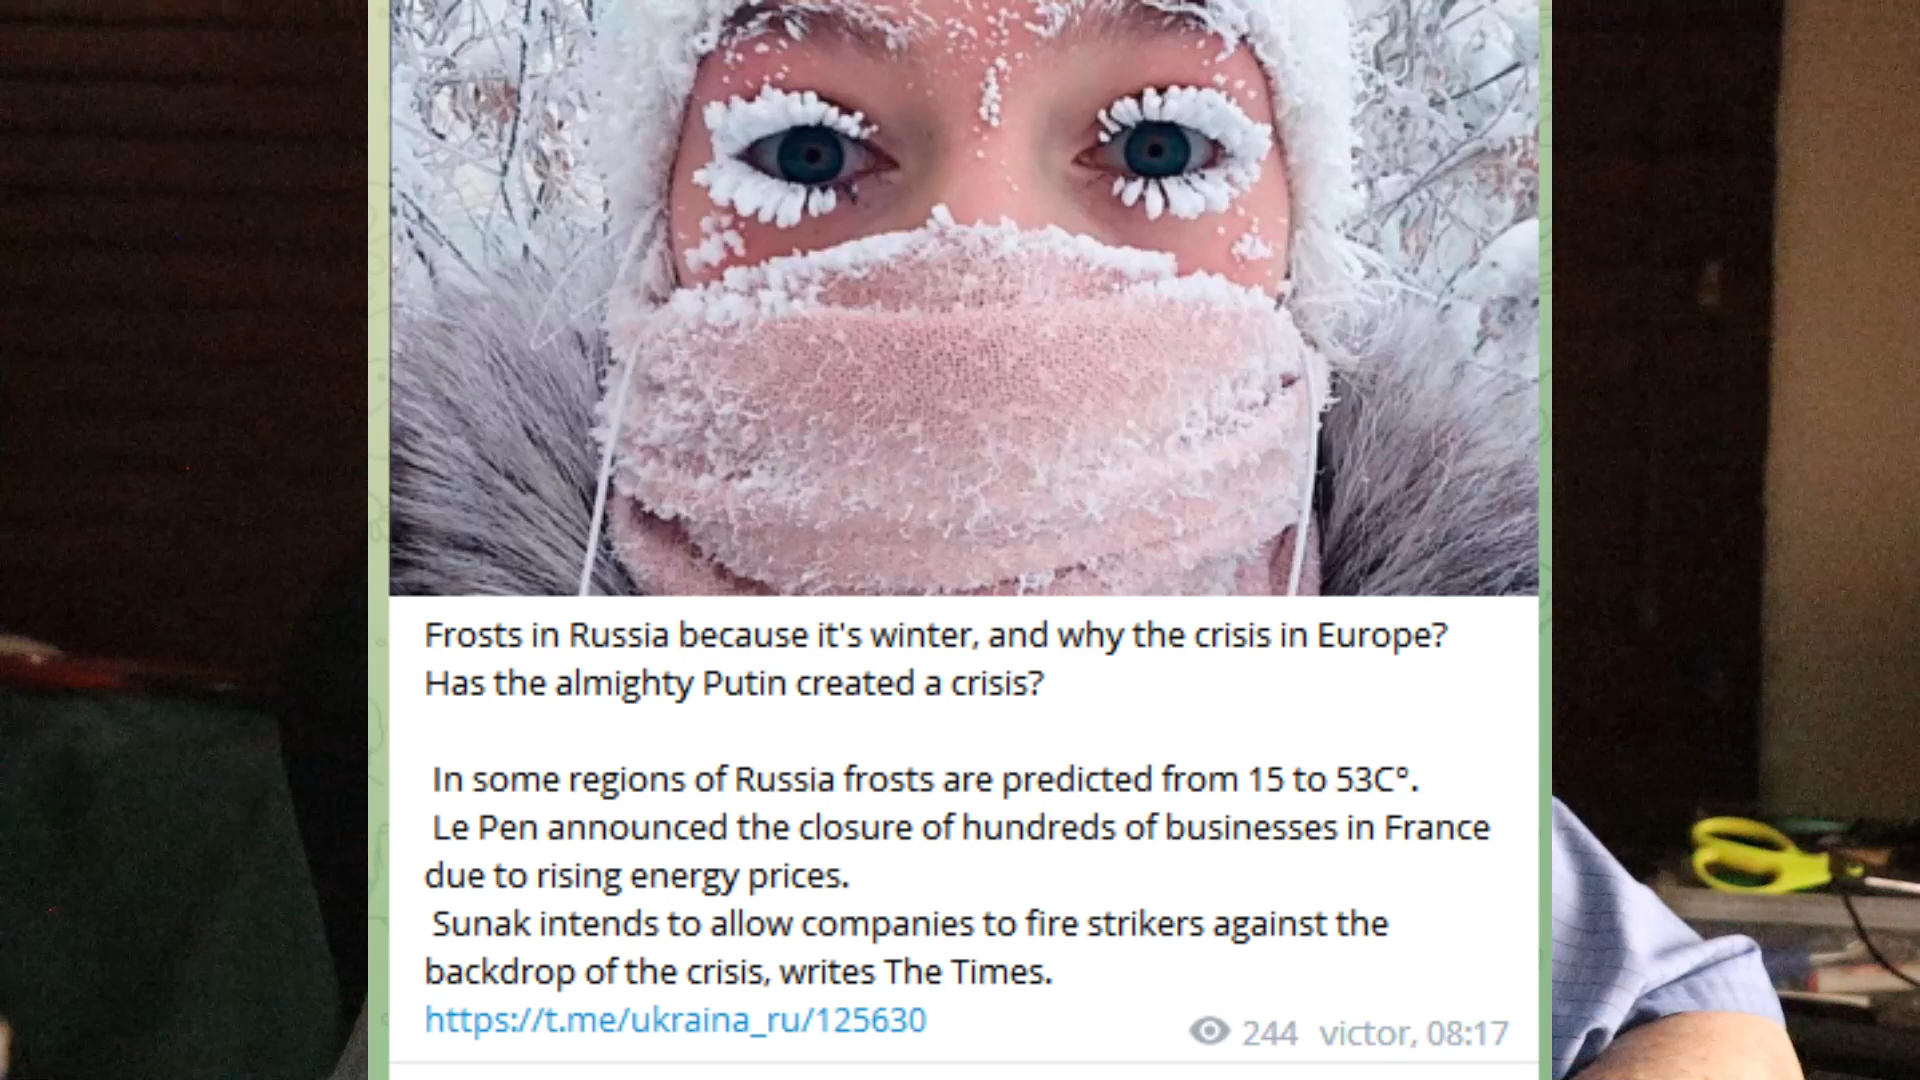 Frosts in Russia because it's winter, and why the crisis in Europe?
Has the almighty Putin created a crisis?
In some regions of Russia frosts are predicted from 15 to 53C°.
Le Pen announced the closure of hundreds of businesses in France
due to rising energy prices.
Sunak intends to allow companies to fire strikers against the
backdrop of the crisis, writes The Times.
https://t.me/ukraina_ru/125630
244 victor, 08:17